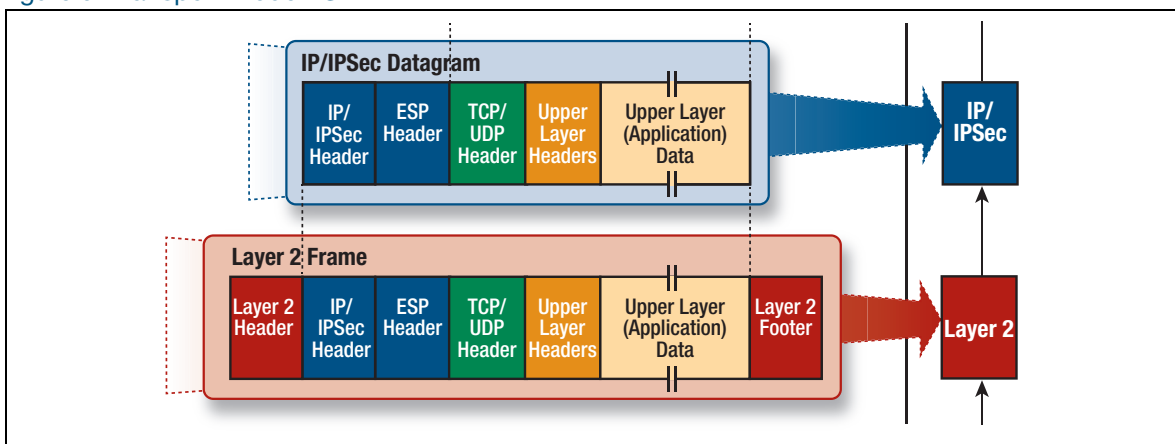 IP/IPSec Datagram
IP/
IPSec
Header
ESP
Header
TCP/
UDP
Header
Upper
Layer
Headers
Upper Layer
(Application)
Data
IP/
IPSec
Layer 2 Frame
Layer 2
Header
IP/
IPSec
Header
ESP
Header
TCP/
UDP
Header
Upper
Layer
Headers
Upper Layer
(Application)
Data
Layer 2
Footer
Layer 2